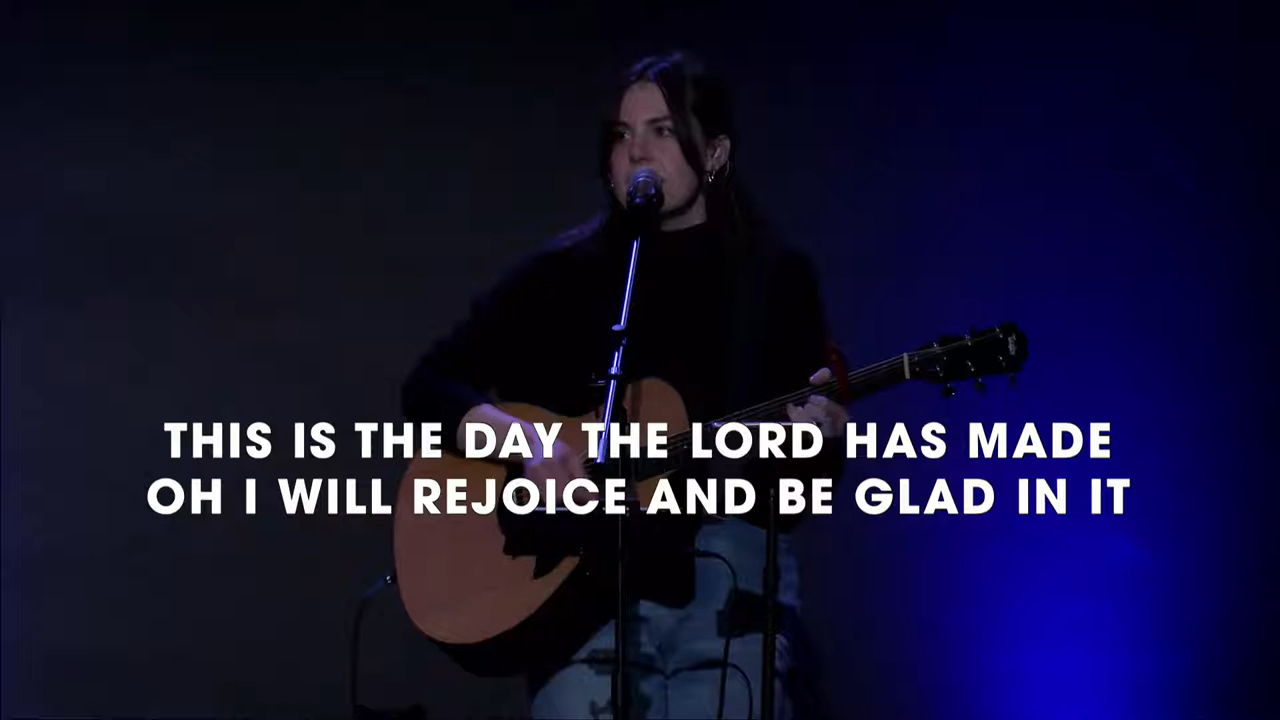 THIS IS THE DAY THE LORD HAS MADE
OH I WILL REJOICE AND BE GLAD IN IT